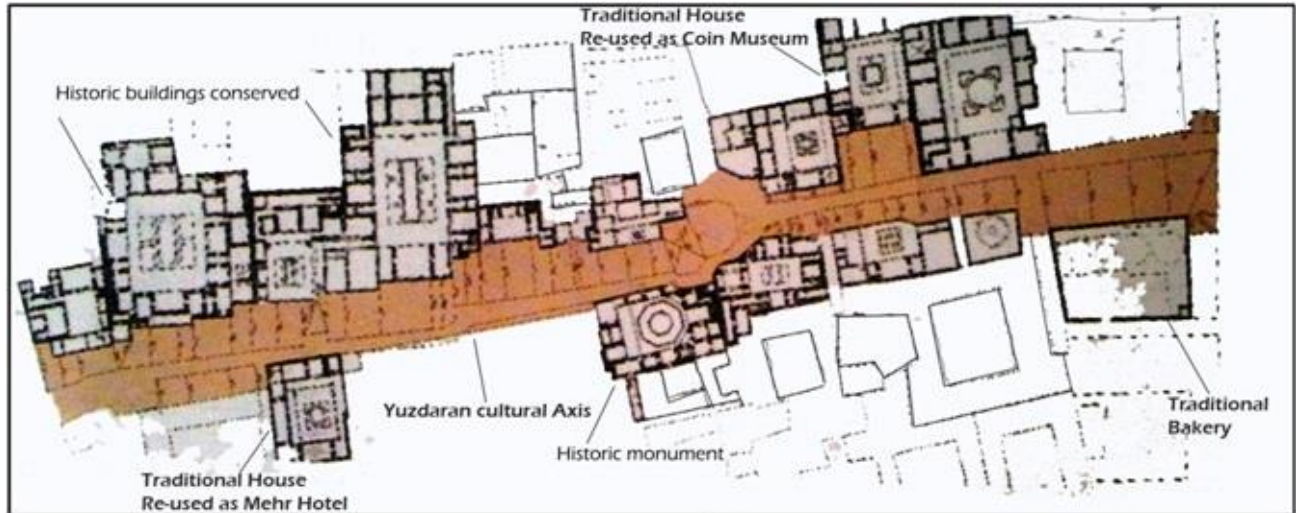 Traditional House
Re-used as Coin Museum
Historic buildings conserved
Yuzdaran cultural Axis
Historic monument
Traditional
Bakery
Traditional House
Re-used as Mehr Hotel